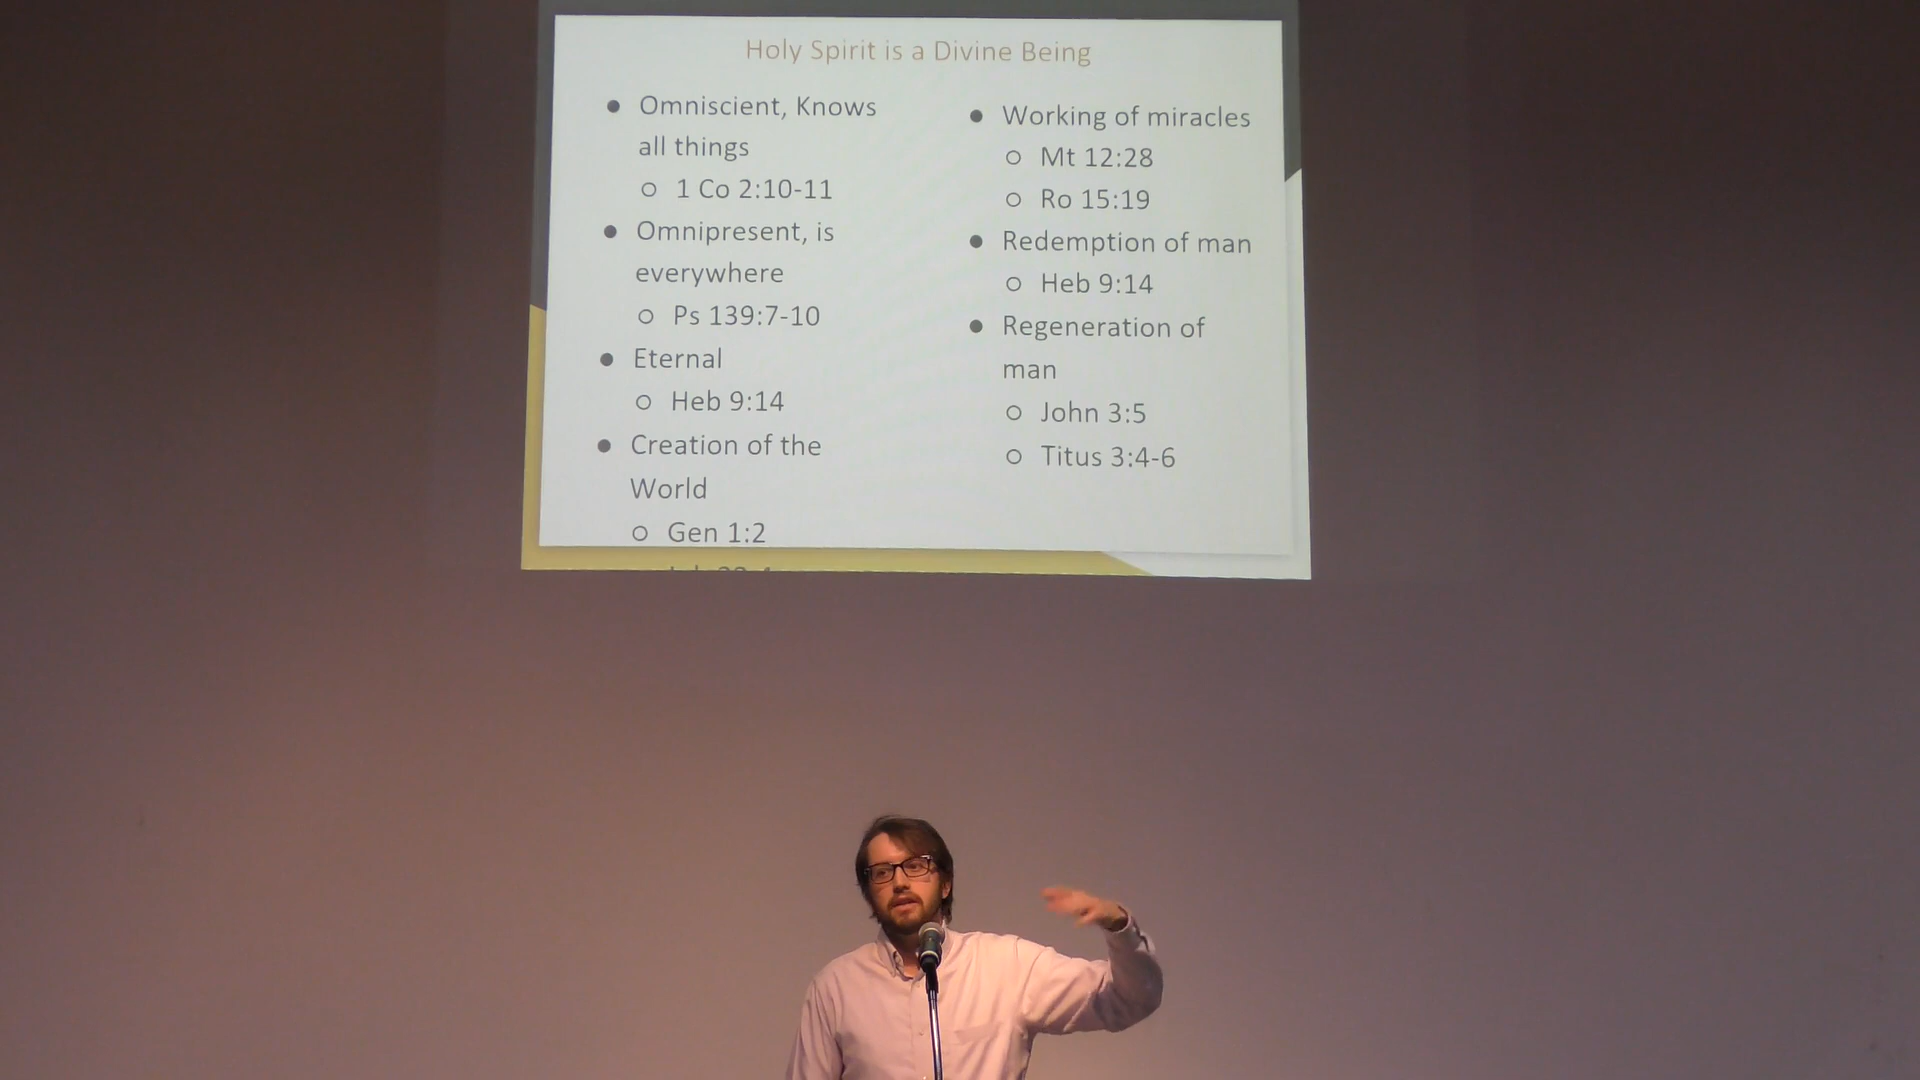 Holy Spirit is a Divine Being
● Omniscient, Knows
all things
○ 1 Co 2:10-11
● Omnipresent, is
everywhere
○ Ps 139:7-10
● Eternal
○ Heb 9:14
● Creation of the
World
○ Gen 1:2
● Working of miracles
○ Mt 12:28
○ Ro 15:19
● Redemption of man
○ Heb 9:14
● Regeneration of
man
○ John 3:5
○ Titus 3:4-6